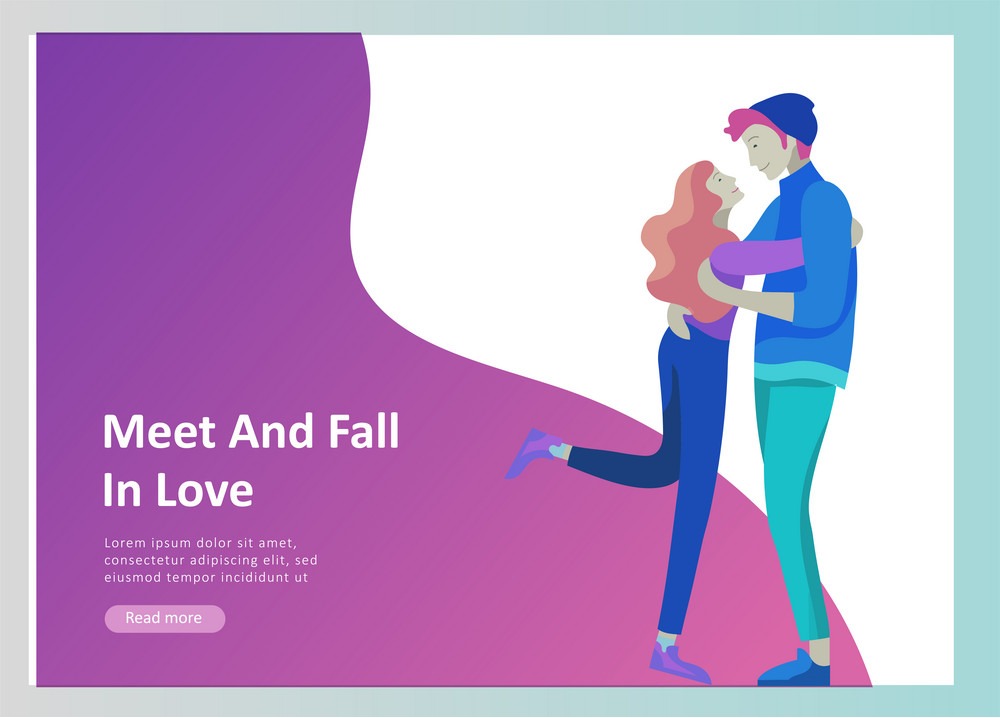 Meet And Fall
In Love
Lorem ipsum dolor sit amet,
consectetur adipiscing elit, sed
eiusmod tempor incididunt ut
Read more